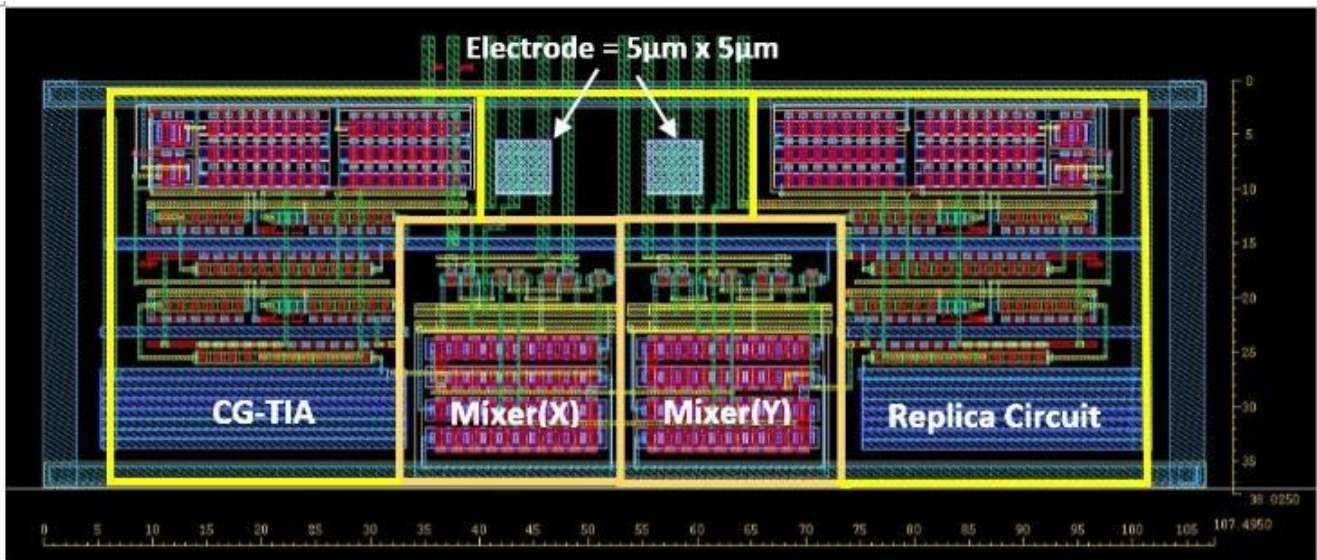 Electrode = 5µm x 5µm
0
5
10
15
20
25
30
35
38.0250
CG-TIA
Mixer(X)
Mixer(Y)
Replica Circuit
0 5 10 15 20 25 30 35 40 45 50 55 60 65 70 75 80 85 90 95 100 105 107.4950